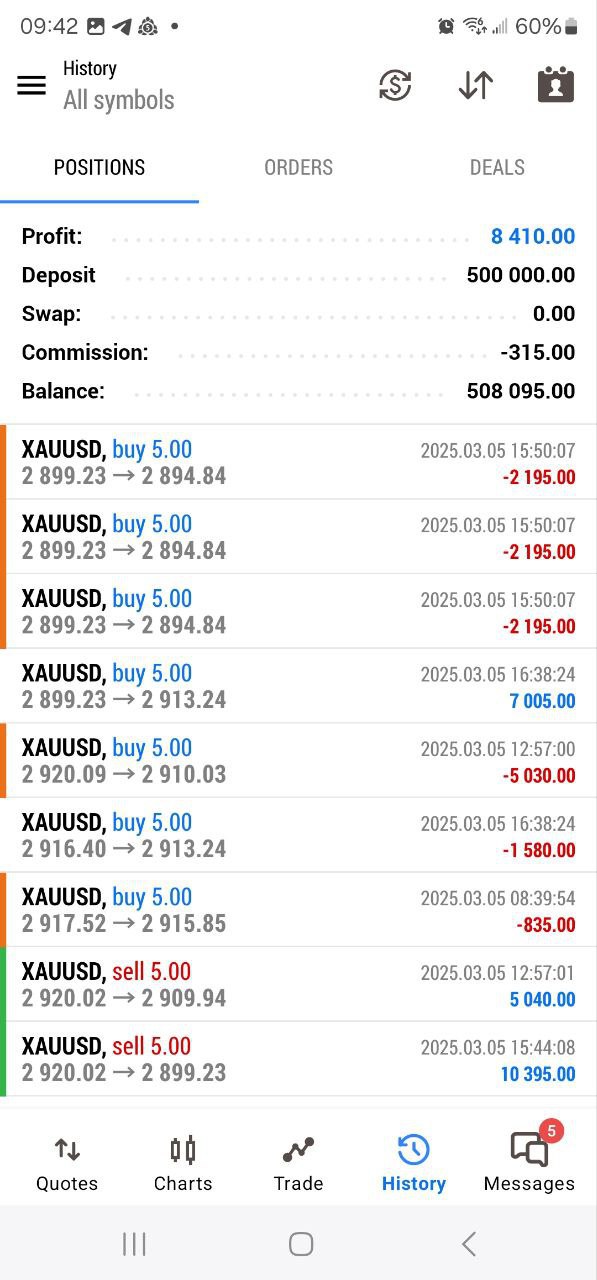 09:42 60%
History
All symbols
POSITIONS ORDERS DEALS
Profit: 8 410.00
Deposit 500 000.00
Swap: 0.00
Commission: -315.00
Balance: 508 095.00
XAUUSD, buy 5.00 2025.03.05 15:50:07
2 899.23 → 2 894.84 -2 195.00
XAUUSD, buy 5.00 2025.03.05 15:50:07
2 899.23 → 2 894.84 -2 195.00
XAUUSD, buy 5.00 2025.03.05 15:50:07
2 899.23 → 2 894.84 -2 195.00
XAUUSD, buy 5.00 2025.03.05 16:38:24
2 899.23 → 2 913.24 7 005.00
XAUUSD, buy 5.00 2025.03.05 12:57:00
2 920.09 → 2 910.03 -5 030.00
XAUUSD, buy 5.00 2025.03.05 16:38:24
2 916.40 → 2 913.24 -1 580.00
XAUUSD, buy 5.00 2025.03.05 08:39:54
2 917.52 → 2 915.85 -835.00
XAUUSD, sell 5.00 2025.03.05 12:57:01
2 920.02 → 2 909.94 5 040.00
XAUUSD, sell 5.00 2025.03.05 15:44:08
2 920.02 → 2 899.23 10 395.00
5
Quotes Charts Trade History Messages